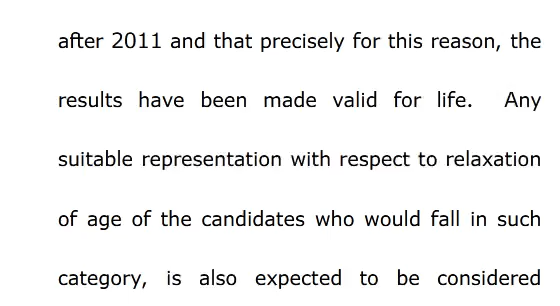 after 2011 and that precisely for this reason, the
results have been made valid for life. Any
suitable representation with respect to relaxation
of age of the candidates who would fall in such
category, is also expected to be considered